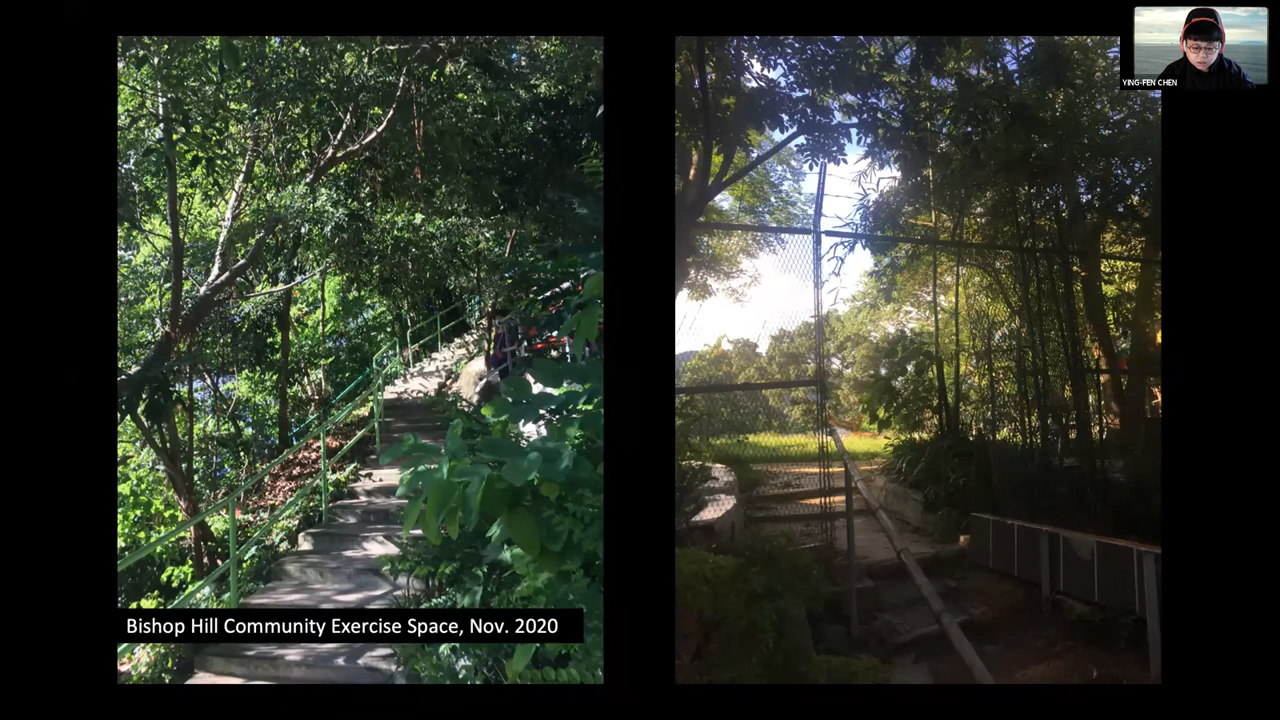 YING-FEN CHEN
Bishop Hill Community Exercise Space, Nov. 2020